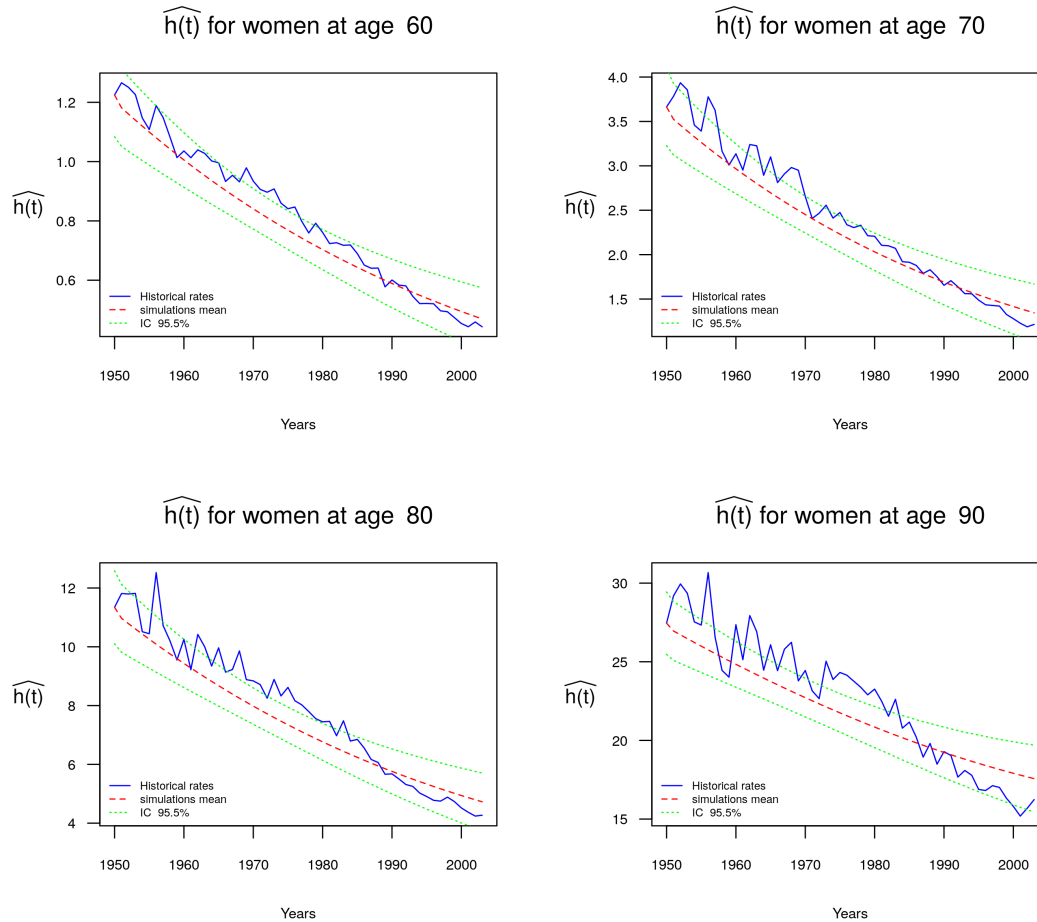 h(t) for women at age 60
h(t)
1.2
1.0
0.8
0.6
Historical rates
simulations mean
IC 95.5%
1950 1960 1970 1980 1990 2000
Years
h(t) for women at age 70
h(t)
4.0
3.5
3.0
2.5
2.0
1.5
Historical rates
simulations mean
IC 95.5%
1950 1960 1970 1980 1990 2000
Years
h(t) for women at age 80
h(t)
12
10
8
6
4
Historical rates
simulations mean
IC 95.5%
1950 1960 1970 1980 1990 2000
Years
h(t) for women at age 90
h(t)
30
25
20
15
Historical rates
simulations mean
IC 95.5%
1950 1960 1970 1980 1990 2000
Years